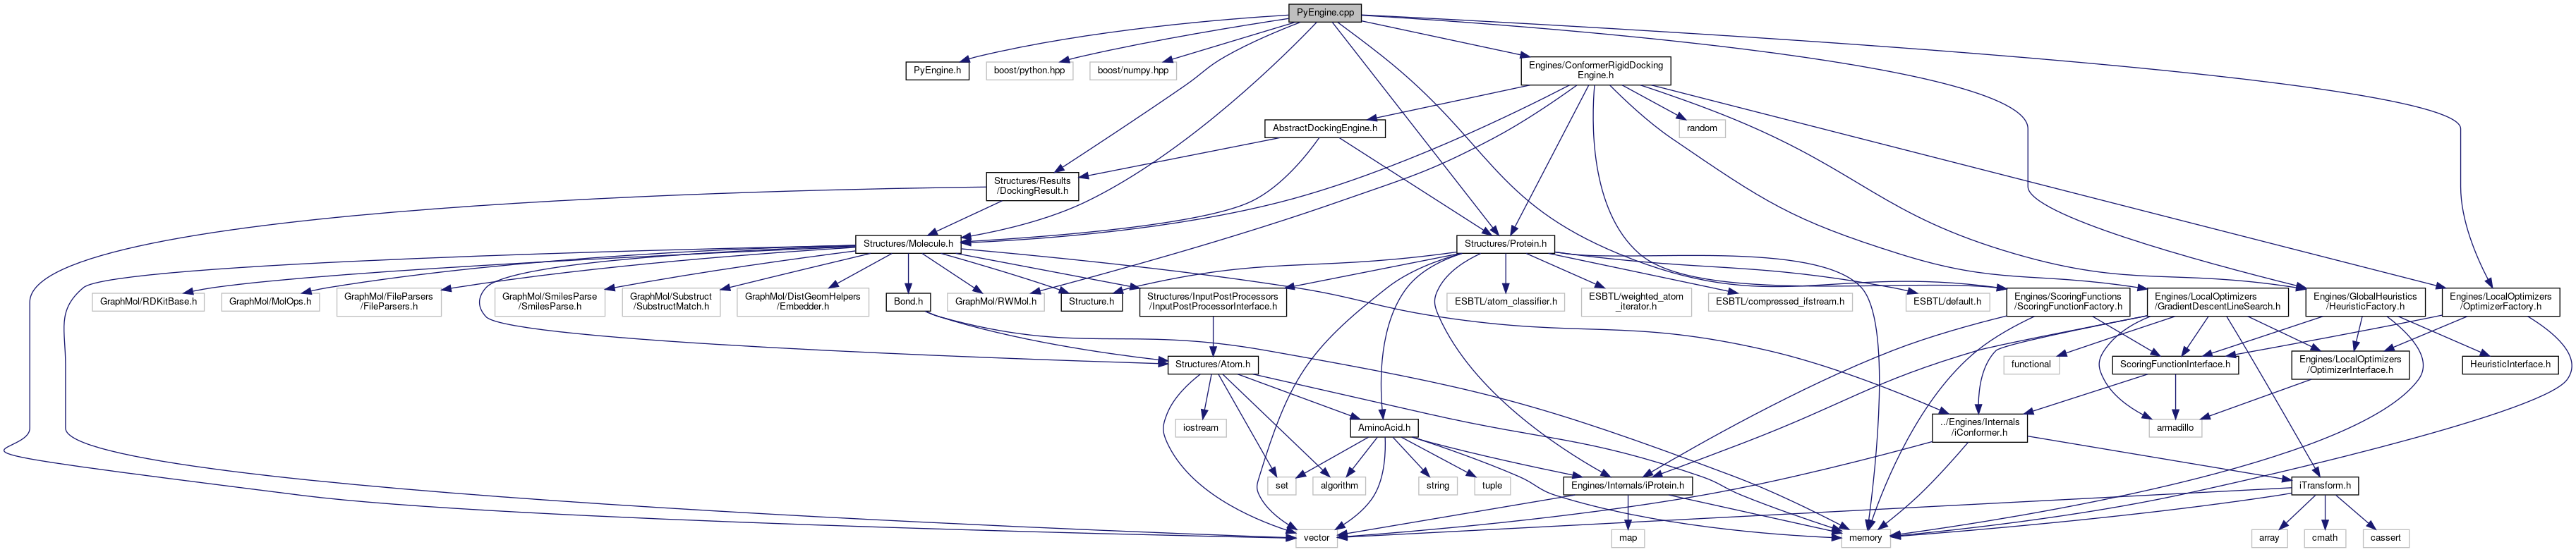 PyEngine.cpp
PyEngine.h
boost/python.hpp
boost/numpy.hpp
Engines/ConformerRigidDocking
Engine.h
AbstractDockingEngine.h
random
Structures/Results
/DockingResult.h
Structures/Molecule.h
Structures/Protein.h
GraphMol/RDKitBase.h
GraphMol/MolOps.h
GraphMol/FileParsers
/FileParsers.h
GraphMol/SmilesParse
/SmilesParse.h
GraphMol/Substruct
/SubstructMatch.h
GraphMol/DistGeomHelpers
/Embedder.h
Bond.h
GraphMol/RWMol.h
Structure.h
Structures/InputPostProcessors
/InputPostProcessorInterface.h
ESBTL/atom_classifier.h
ESBTL/weighted_atom
_iterator.h
ESBTL/compressed_ifstream.h
ESBTL/default.h
Engines/ScoringFunctions
/ScoringFunctionFactory.h
Engines/LocalOptimizers
/GradientDescentLineSearch.h
Engines/GlobalHeuristics
/HeuristicFactory.h
Engines/LocalOptimizers
/OptimizerFactory.h
Structures/Atom.h
functional
ScoringFunctionInterface.h
Engines/LocalOptimizers
/OptimizerInterface.h
HeuristicInterface.h
iostream
AminoAcid.h
../Engines/Internals
/iConformer.h
armadillo
set
algorithm
string
tuple
Engines/Internals/iProtein.h
iTransform.h
vector
map
memory
array
cmath
cassert